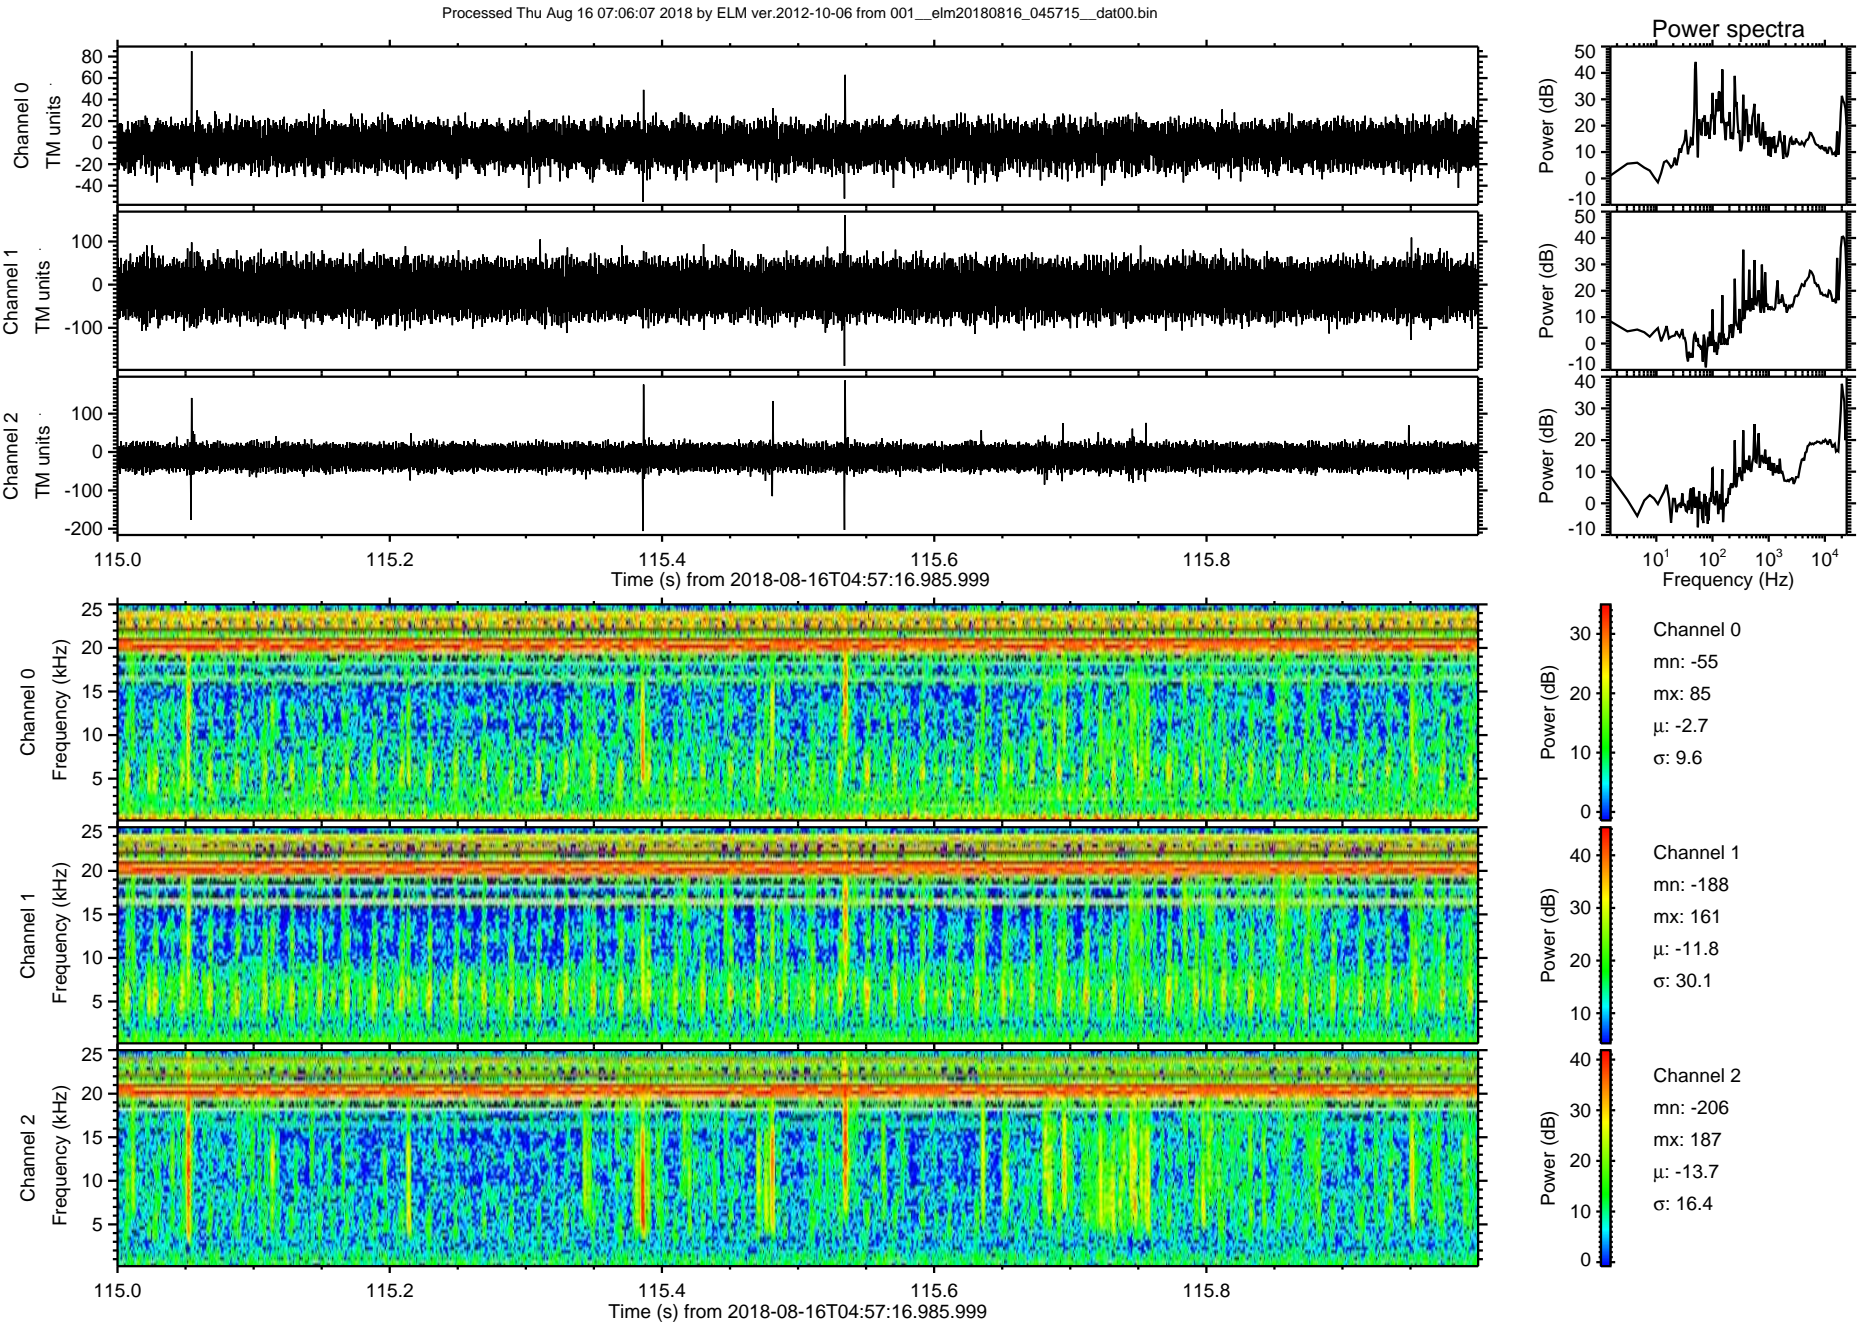 Processed Thu Aug 16 07:06:07 2018 by ELM ver.2012-10-06 from 001__elm20180816_045715__dat00.bin
Power spectra
Channel 0
TM units
80
60
40
20
0
-20
-40
Power (dB)
50
40
30
20
10
0
-10
Channel 1
TM units
100
0
-100
Power (dB)
50
40
30
20
10
0
-10
Channel 2
TM units
100
0
-100
-200
Power (dB)
40
30
20
10
0
-10
115.0 115.2 115.4 115.6 115.8
Time (s) from 2018-08-16T04:57:16.985.999
10¹ 10² 10³ 10⁴
Frequency (Hz)
Channel 0
Frequency (kHz)
25
20
15
10
5
Power (dB)
30
20
10
0
Channel 0
mn: -55
mx: 85
μ: -2.7
σ: 9.6
Channel 1
Frequency (kHz)
25
20
15
10
5
Power (dB)
40
30
20
10
Channel 1
mn: -188
mx: 161
μ: -11.8
σ: 30.1
Channel 2
Frequency (kHz)
25
20
15
10
5
Power (dB)
40
30
20
10
0
Channel 2
mn: -206
mx: 187
μ: -13.7
σ: 16.4
115.0 115.2 115.4 115.6 115.8
Time (s) from 2018-08-16T04:57:16.985.999